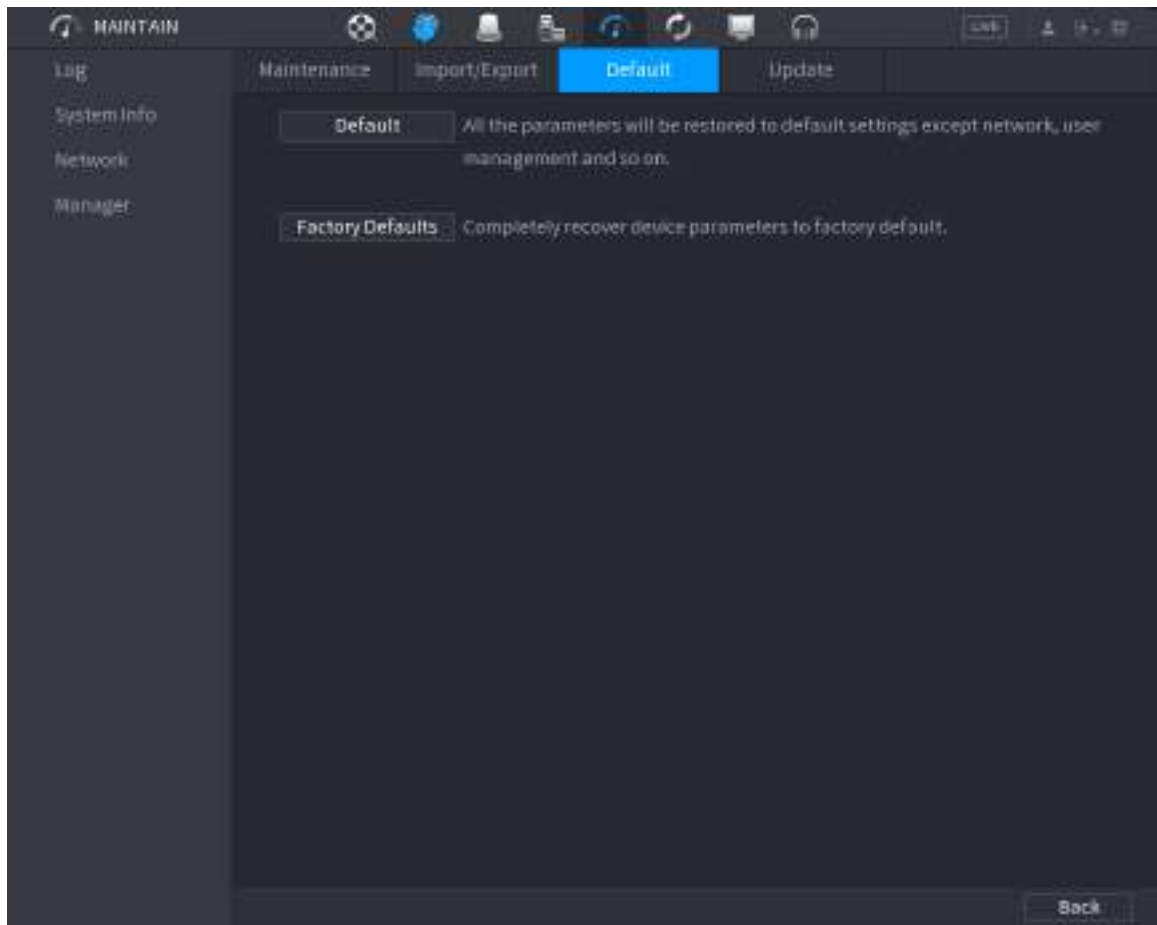 MAINTAIN
LIVE
Log
System Info
Network
Manager
Maintenance
Import/Export
Default
Update
Default
All the parameters will be restored to default settings except network, user
management and so on.
Factory Defaults
Completely recover device parameters to factory default.
Back